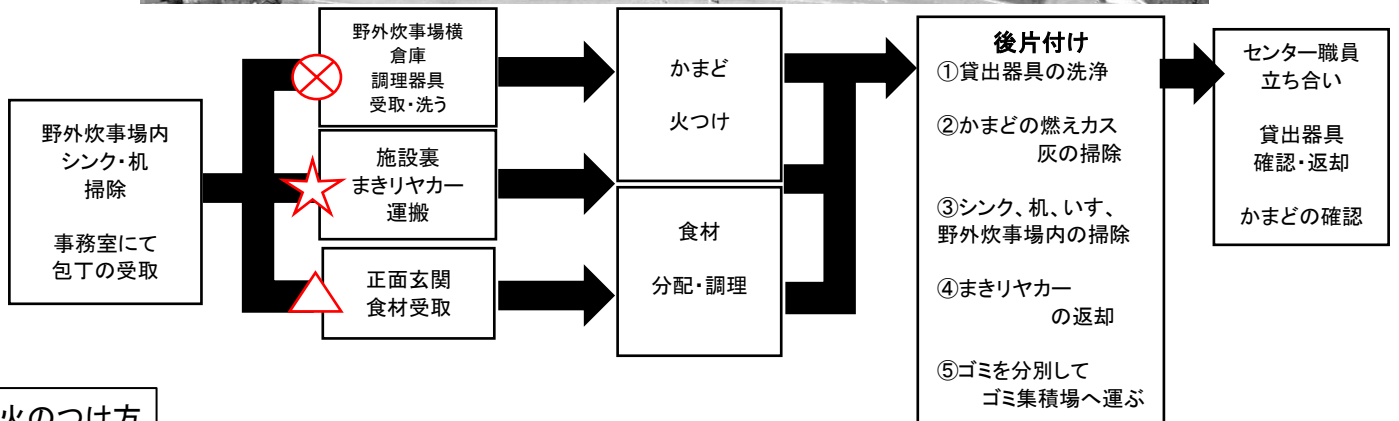 野外炊事場内
シンク・机
掃除
事務室にて
包丁の受取
野外炊事場横
倉庫
調理器具
受取・洗う
施設裏
まきリヤカー
運搬
正面玄関
食材受取
かまど
火つけ
食材
分配・調理
後片付け
①貸出器具の洗浄
②かまどの燃えカス
灰の掃除
③シンク、机、いす、
野外炊事場内の掃除
④まきリヤカー
の返却
⑤ゴミを分別して
ゴミ集積場へ運ぶ
センター職員
立ち合い
貸出器具
確認・返却
かまどの確認
火のつけ方